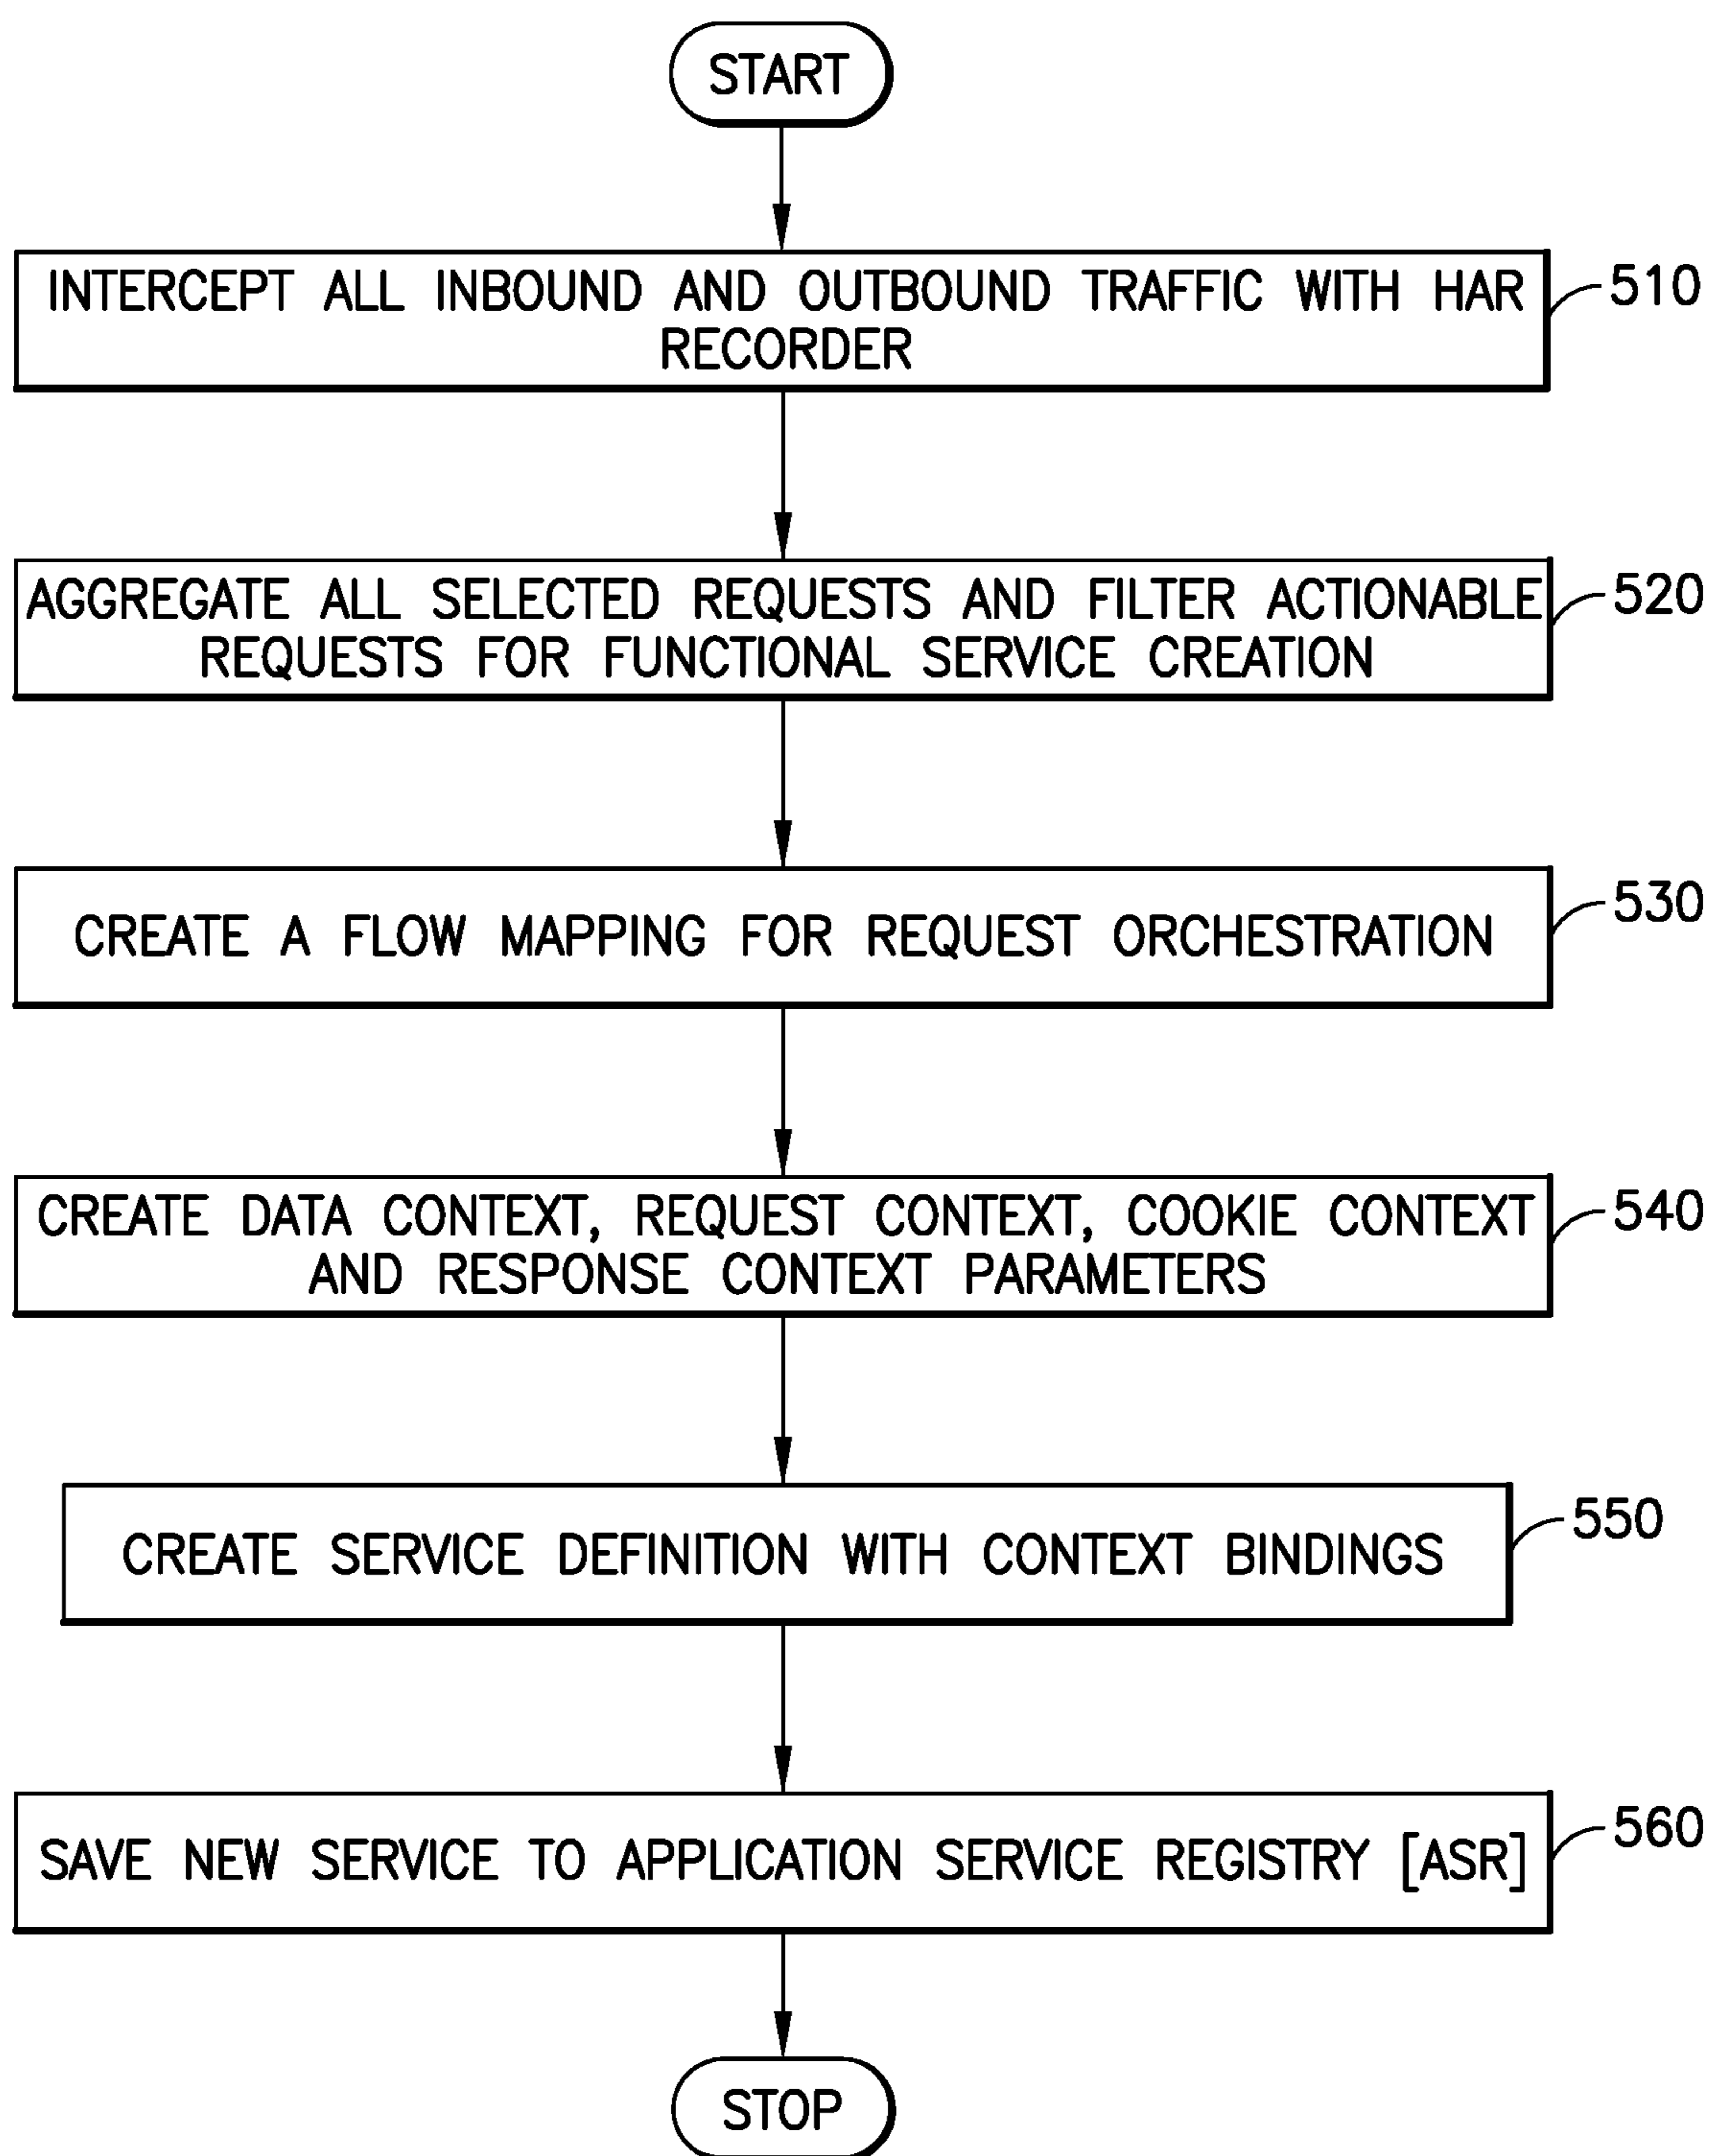 START
INTERCEPT ALL INBOUND AND OUTBOUND TRAFFIC WITH HAR
RECORDER
510
AGGREGATE ALL SELECTED REQUESTS AND FILTER ACTIONABLE
REQUESTS FOR FUNCTIONAL SERVICE CREATION
520
CREATE A FLOW MAPPING FOR REQUEST ORCHESTRATION
530
CREATE DATA CONTEXT, REQUEST CONTEXT, COOKIE CONTEXT
AND RESPONSE CONTEXT PARAMETERS
540
CREATE SERVICE DEFINITION WITH CONTEXT BINDINGS
550
SAVE NEW SERVICE TO APPLICATION SERVICE REGISTRY [ASR]
560
STOP